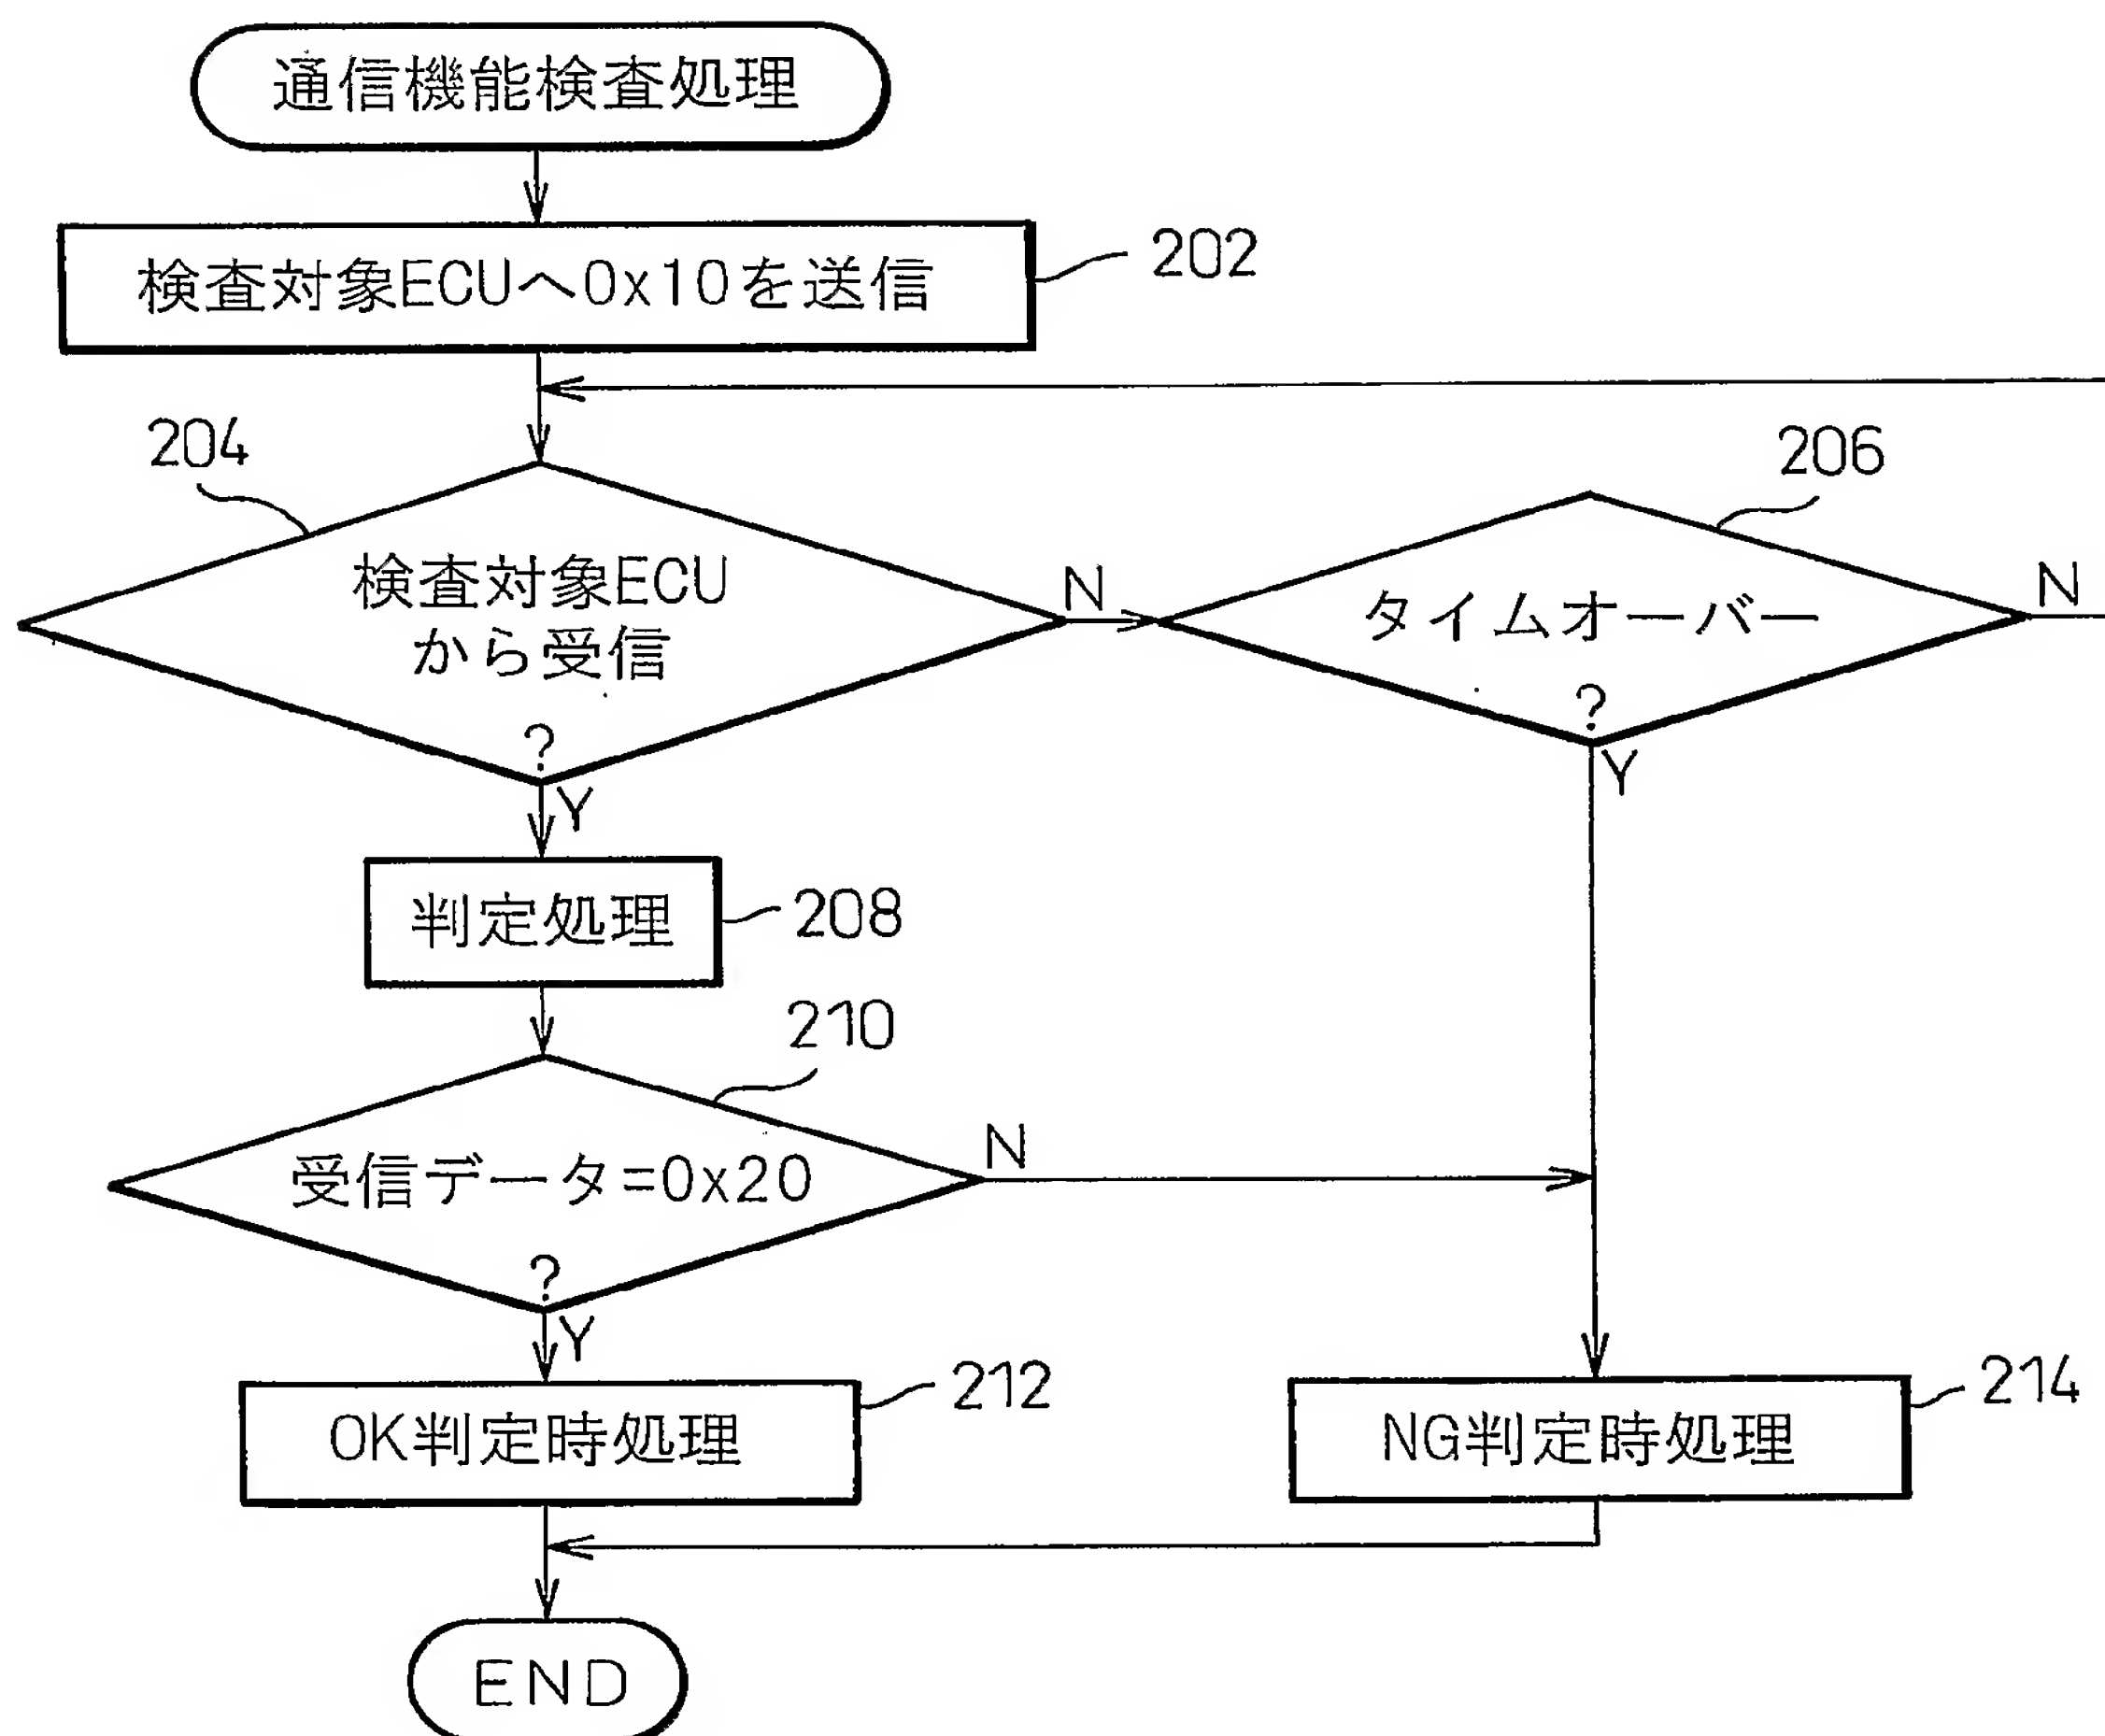 通信機能検査処理
検査対象ECUへ0x10を送信
202
204
検査対象ECU
から受信
?
N
Y
206
タイムオーバー
?
N
Y
判定処理
208
210
受信データ=0x20
?
N
Y
OK判定時処理
212
NG判定時処理
214
END